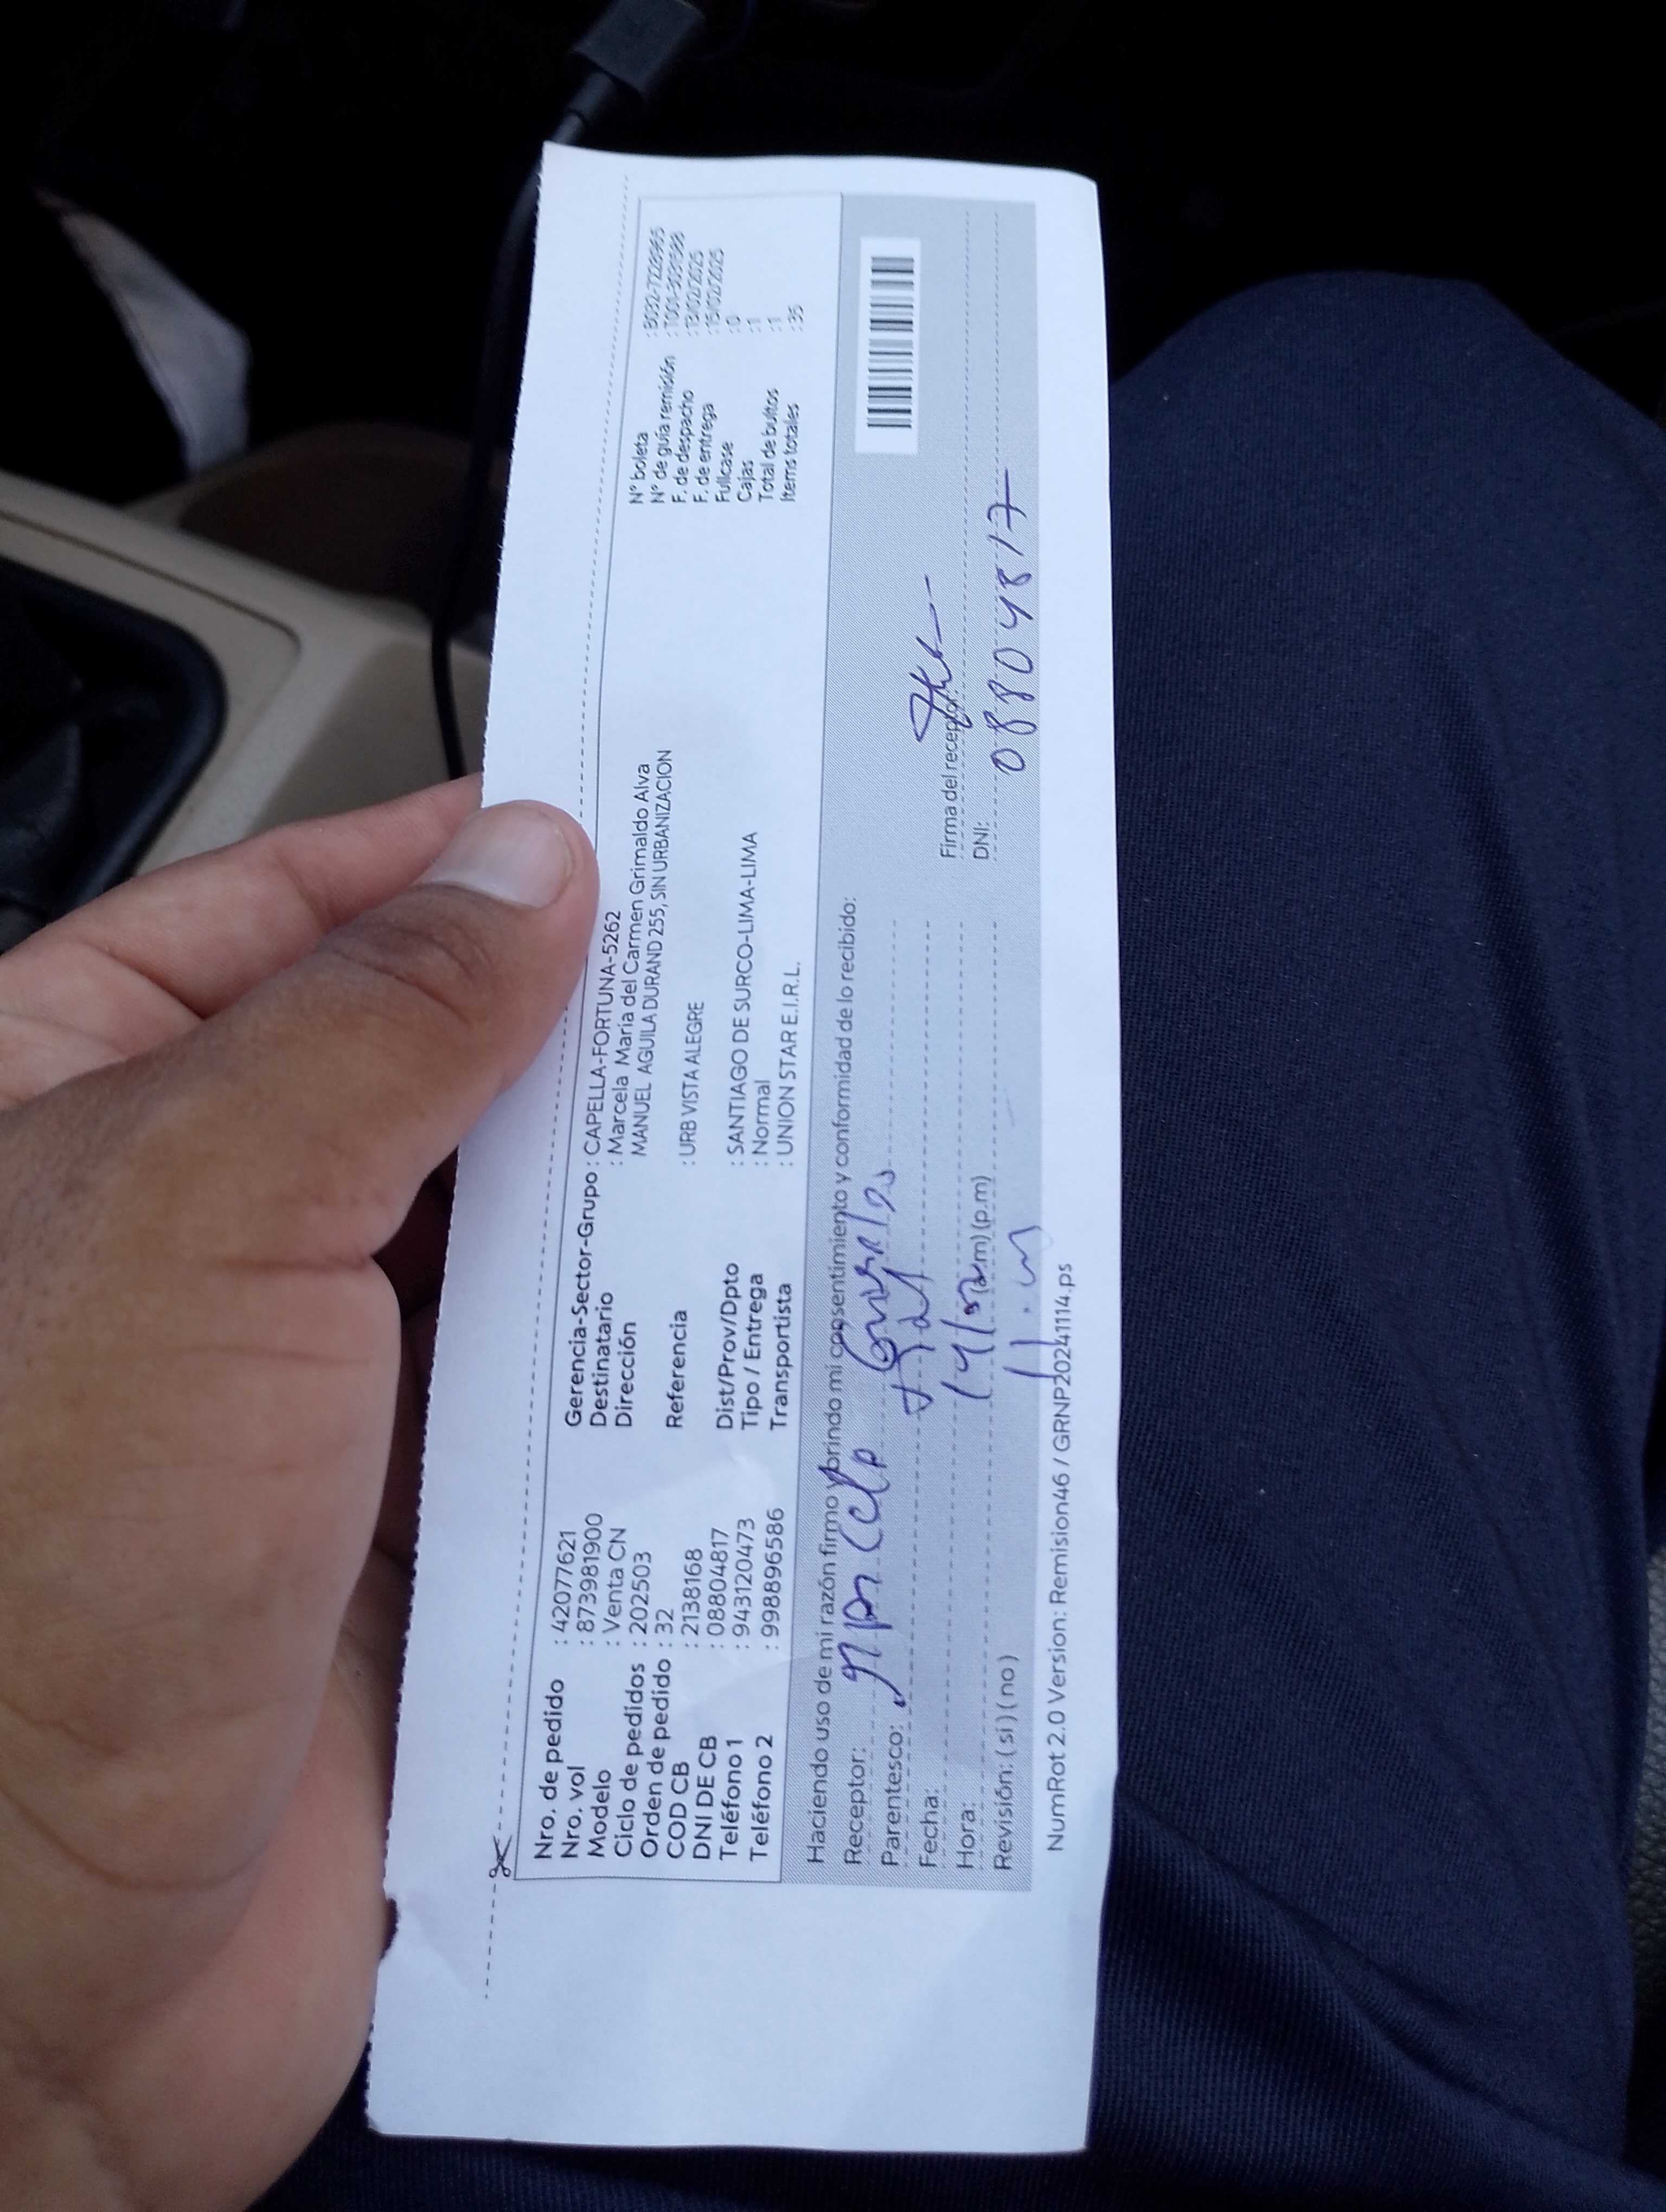 Nro. de pedido : 42077621
Nro. vol : 873981900
Modelo : Venta CN
Ciclo de pedidos : 202503
Orden de pedido : 32
COD CB : 2138168
DNI DE CB : 08804817
Teléfono 1 : 943120473
Teléfono 2 : 998896586
Gerencia-Sector-Grupo : CAPELLA-FORTUNA-5262
Destinatario : Marcela Maria del Carmen Grimaldo Alva
Dirección MANUEL AGUILA DURAND 255, SIN URBANIZACION
Referencia : URB VISTA ALEGRE
Dist/Prov/Dpto : SANTIAGO DE SURCO-LIMA-LIMA
Tipo / Entrega : Normal
Transportista : UNION STAR E.I.R.L.
N° boleta
N° de guía remisión
F. de despacho : 13/02/2025
F. de entrega : 15/02/2025
Fullcase : 0
Cajas : 1
Total de bultos : 1
Items totales : 35
Haciendo uso de mi razón firmo y brindo mi consentimiento y conformidad de lo recibido:
Receptor:
Parentesco:
Fecha:
Hora: (a.m) (p.m)
Revisión: ( si ) ( no )
Firma del receptor:
DNI: 08804817
NumRot 2.0 Version: Remision46 / GRNP20241114.ps